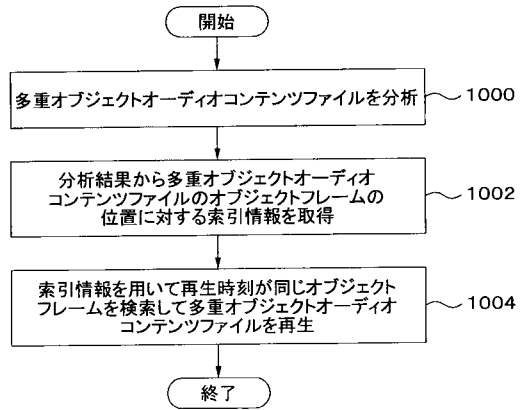 開始
多重オブジェクトオーディオコンテンツファイルを分析
1000
分析結果から多重オブジェクトオーディオ
コンテンツファイルのオブジェクトフレームの
位置に対する索引情報を取得
1002
索引情報を用いて再生時刻が同じオブジェクト
フレームを検索して多重オブジェクトオーディオ
コンテンツファイルを再生
1004
終了